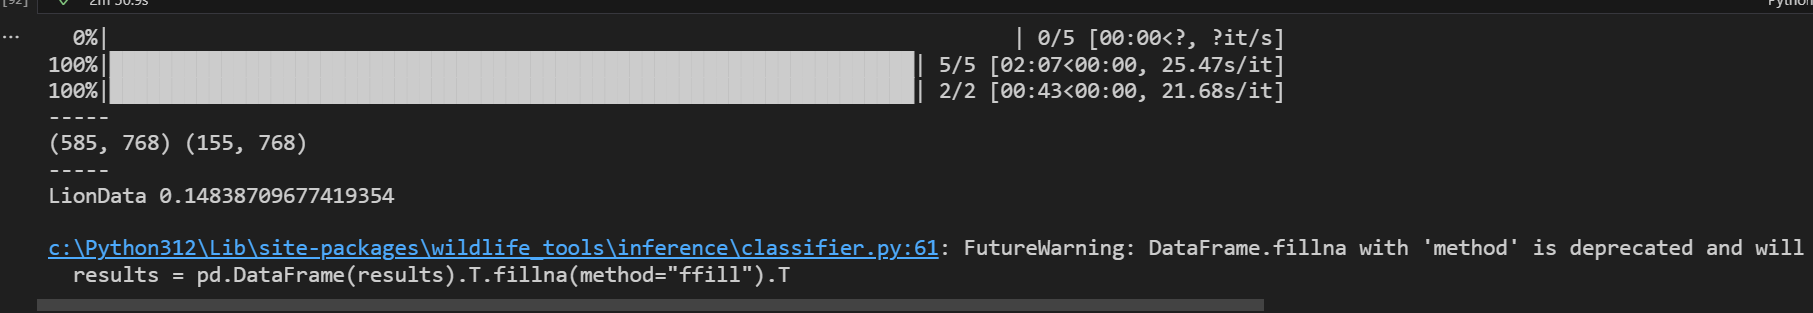 [92] ✓ 2m 50.9s Python
... 0%| | 0/5 [00:00<?, ?it/s]
100%|██████████| 5/5 [02:07<00:00, 25.47s/it]
100%|██████████| 2/2 [00:43<00:00, 21.68s/it]
-----
(585, 768) (155, 768)
-----
LionData 0.14838709677419354
c:\Python312\Lib\site-packages\wildlife_tools\inference\classifier.py:61: FutureWarning: DataFrame.fillna with 'method' is deprecated and will
results = pd.DataFrame(results).T.fillna(method="ffill").T